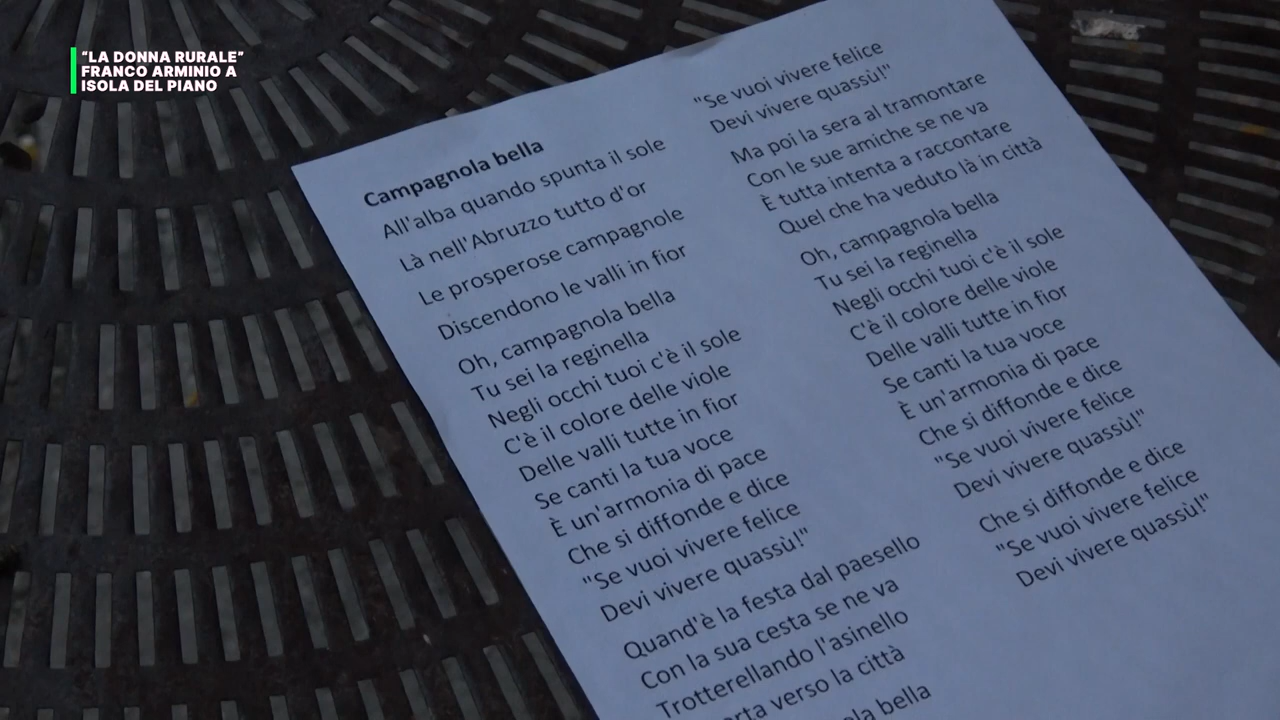 "LA DONNA RURALE"
FRANCO ARMINIO A
ISOLA DEL PIANO
Campagnola bella
All'alba quando spunta il sole
Là nell'Abruzzo tutto d'or
Le prosperose campagnole
Discendono le valli in fior
Oh, campagnola bella
Tu sei la reginella
Negli occhi tuoi c'è il sole
C'è il colore delle viole
Delle valli tutte in fior
Se canti la tua voce
È un'armonia di pace
Che si diffonde e dice
"Se vuoi vivere felice
Devi vivere quassù!"
Quand'è la festa dal paesello
Con la sua cesta se ne va
Trotterellando l'asinello
verso la città
bella
"Se vuoi vivere felice
Devi vivere quassù!"
Ma poi la sera al tramontare
Con le sue amiche se ne va
È tutta intenta a raccontare
Quel che ha veduto là in città
Oh, campagnola bella
Tu sei la reginella
Negli occhi tuoi c'è il sole
C'è il colore delle viole
Delle valli tutte in fior
Se canti la tua voce
È un'armonia di pace
Che si diffonde e dice
"Se vuoi vivere felice
Devi vivere quassù!"
Che si diffonde e dice
"Se vuoi vivere felice
Devi vivere quassù!"